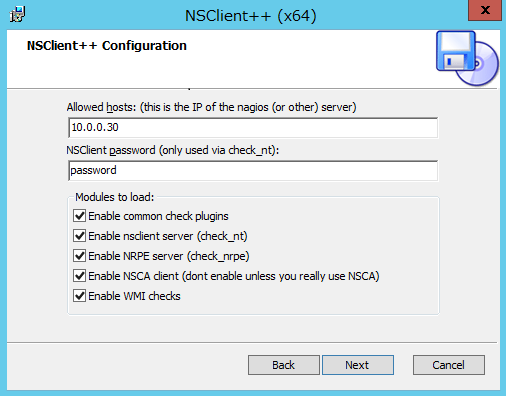 NSClient++ (x64)
x
NSClient++ Configuration
Allowed hosts: (this is the IP of the nagios (or other) server)
10.0.0.30
NSClient password (only used via check_nt):
password
Modules to load:
Enable common check plugins
Enable nsclient server (check_nt)
Enable NRPE server (check_nrpe)
Enable NSCA client (dont enable unless you really use NSCA)
Enable WMI checks
Back Next Cancel